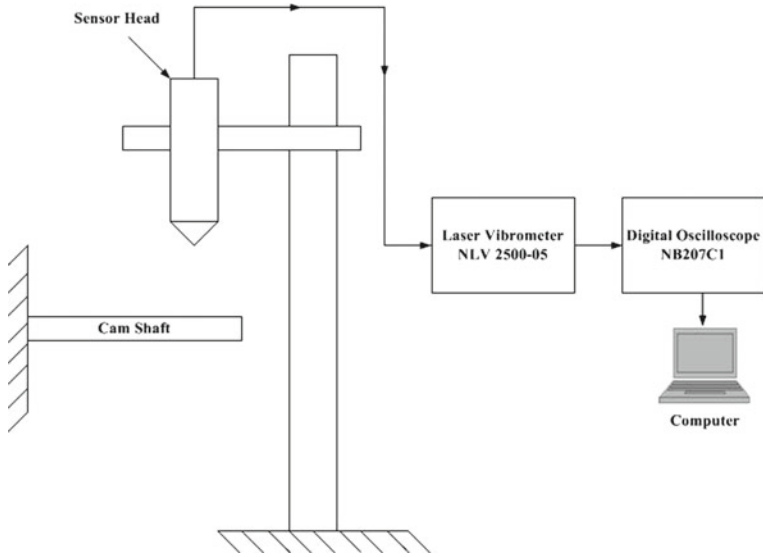 Sensor Head
Laser Vibrometer
NLV 2500-05
Digital Oscilloscope
NB207C1
Cam Shaft
Computer